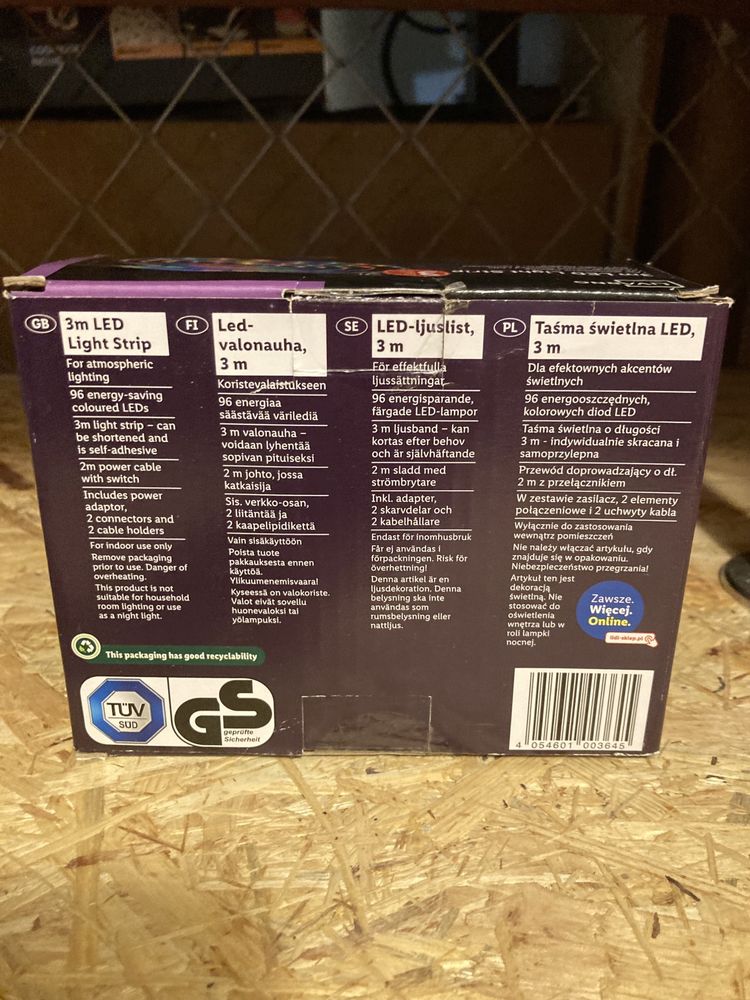 GB
3m LED
Light Strip
For atmospheric
lighting
96 energy-saving
coloured LEDs
3m light strip – can
be shortened and
is self-adhesive
2m power cable
with switch
Includes power
adaptor,
2 connectors and
2 cable holders
For indoor use only
Remove packaging
prior to use. Danger of
overheating.
This product is not
suitable for household
room lighting or use
as a night light.
FI
Led-
valonauha,
3 m
Koristevalaistukseen
96 energiaa
säästävää värilediä
3 m valonauha –
voidaan lyhentää
sopivan pituiseksi
2 m johto, jossa
katkaisija
Sis. verkko-osan,
2 liitäntää ja
2 kaapelipidikettä
Vain sisäkäyttöön
Poista tuote
pakkauksesta ennen
käyttöä.
Ylikuumenemisvaara!
Kyseessä on valokoriste.
Valot eivät sovellu
huonevaloksi tai
yölampuksi.
SE
LED-ljuslist,
3 m
För effektfulla
ljussättningar
96 energisparande,
färgade LED-lampor
3 m ljusband – kan
kortas efter behov
och är självhäftande
2 m sladd med
strömbrytare
Inkl. adapter,
2 skarvdelar och
2 kabelhållare
Endast för inomhusbruk
Får ej användas i
förpackningen. Risk för
överhettning!
Denna artikel är en
ljusdekoration. Denna
belysning ska inte
användas som
rumsbelysning eller
nattljus.
PL
Taśma świetlna LED,
3 m
Dla efektownych akcentów
świetlnych
96 energooszczędnych,
kolorowych diod LED
Taśma świetlna o długości
3 m - indywidualnie skracana i
samoprzylepna
Przewód doprowadzający o dł.
2 m z przełącznikiem
W zestawie zasilacz, 2 elementy
połączeniowe i 2 uchwyty kabla
Wyłącznie do zastosowania
wewnątrz pomieszczeń
Nie należy włączać artykułu, gdy
znajduje się w opakowaniu.
Niebezpieczeństwo przegrzania!
Artykuł ten jest
dekoracją
świetlną. Nie
stosować do
oświetlenia
wnętrza lub w
roli lampki
nocnej.
Zawsze.
Więcej.
Online.
lidl-sklep.pl
This packaging has good recyclability
TÜV
SÜD
GS
geprüfte
Sicherheit
4 054601 003645